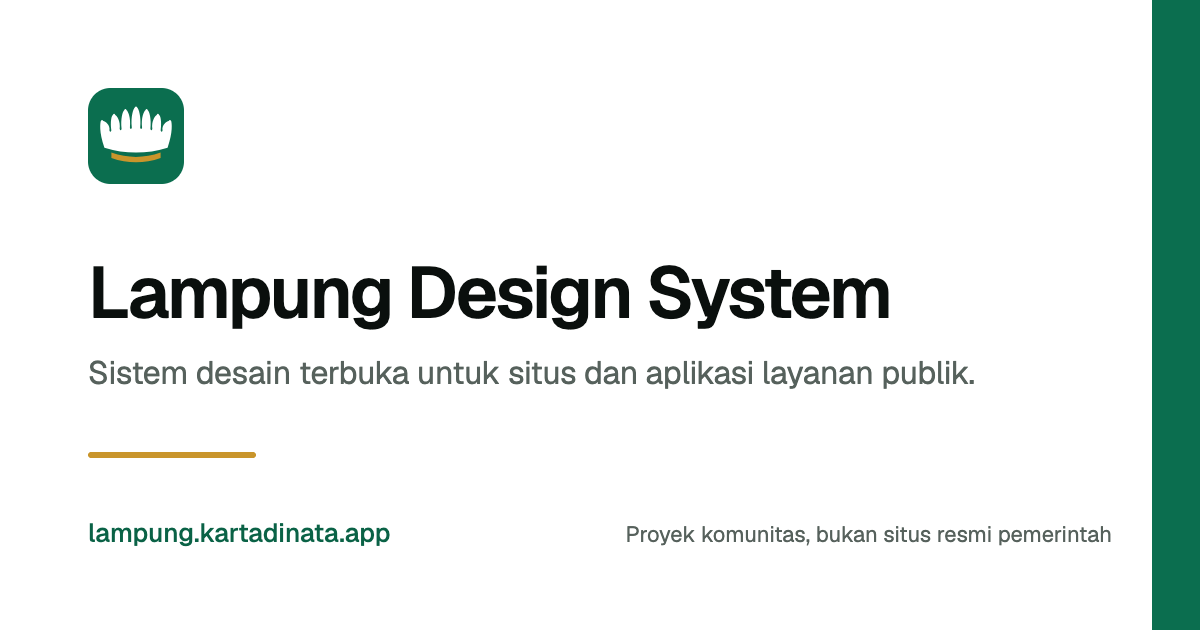 Lampung Design System
Sistem desain terbuka untuk situs dan aplikasi layanan publik.
lampung.kartadinata.app
Proyek komunitas, bukan situs resmi pemerintah